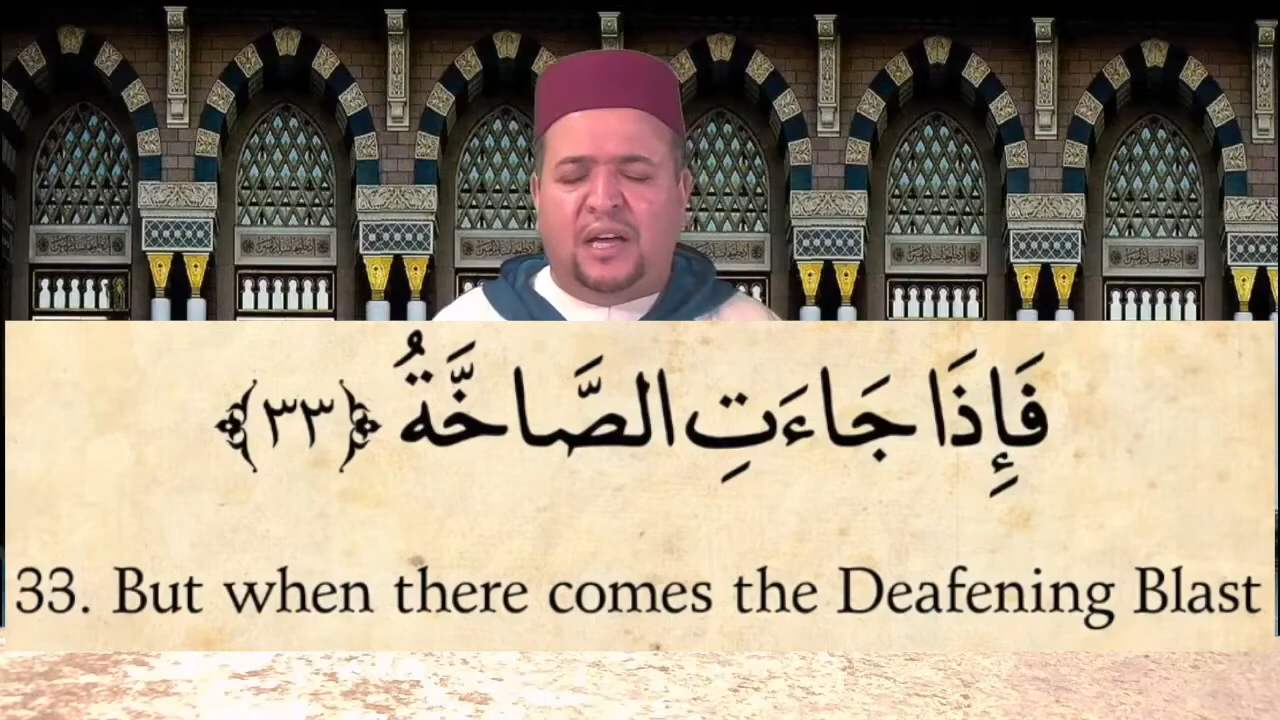 فَإِذَا جَاءَتِ الصَّاخَّةُ ﴿٣٣﴾
33. But when there comes the Deafening Blast